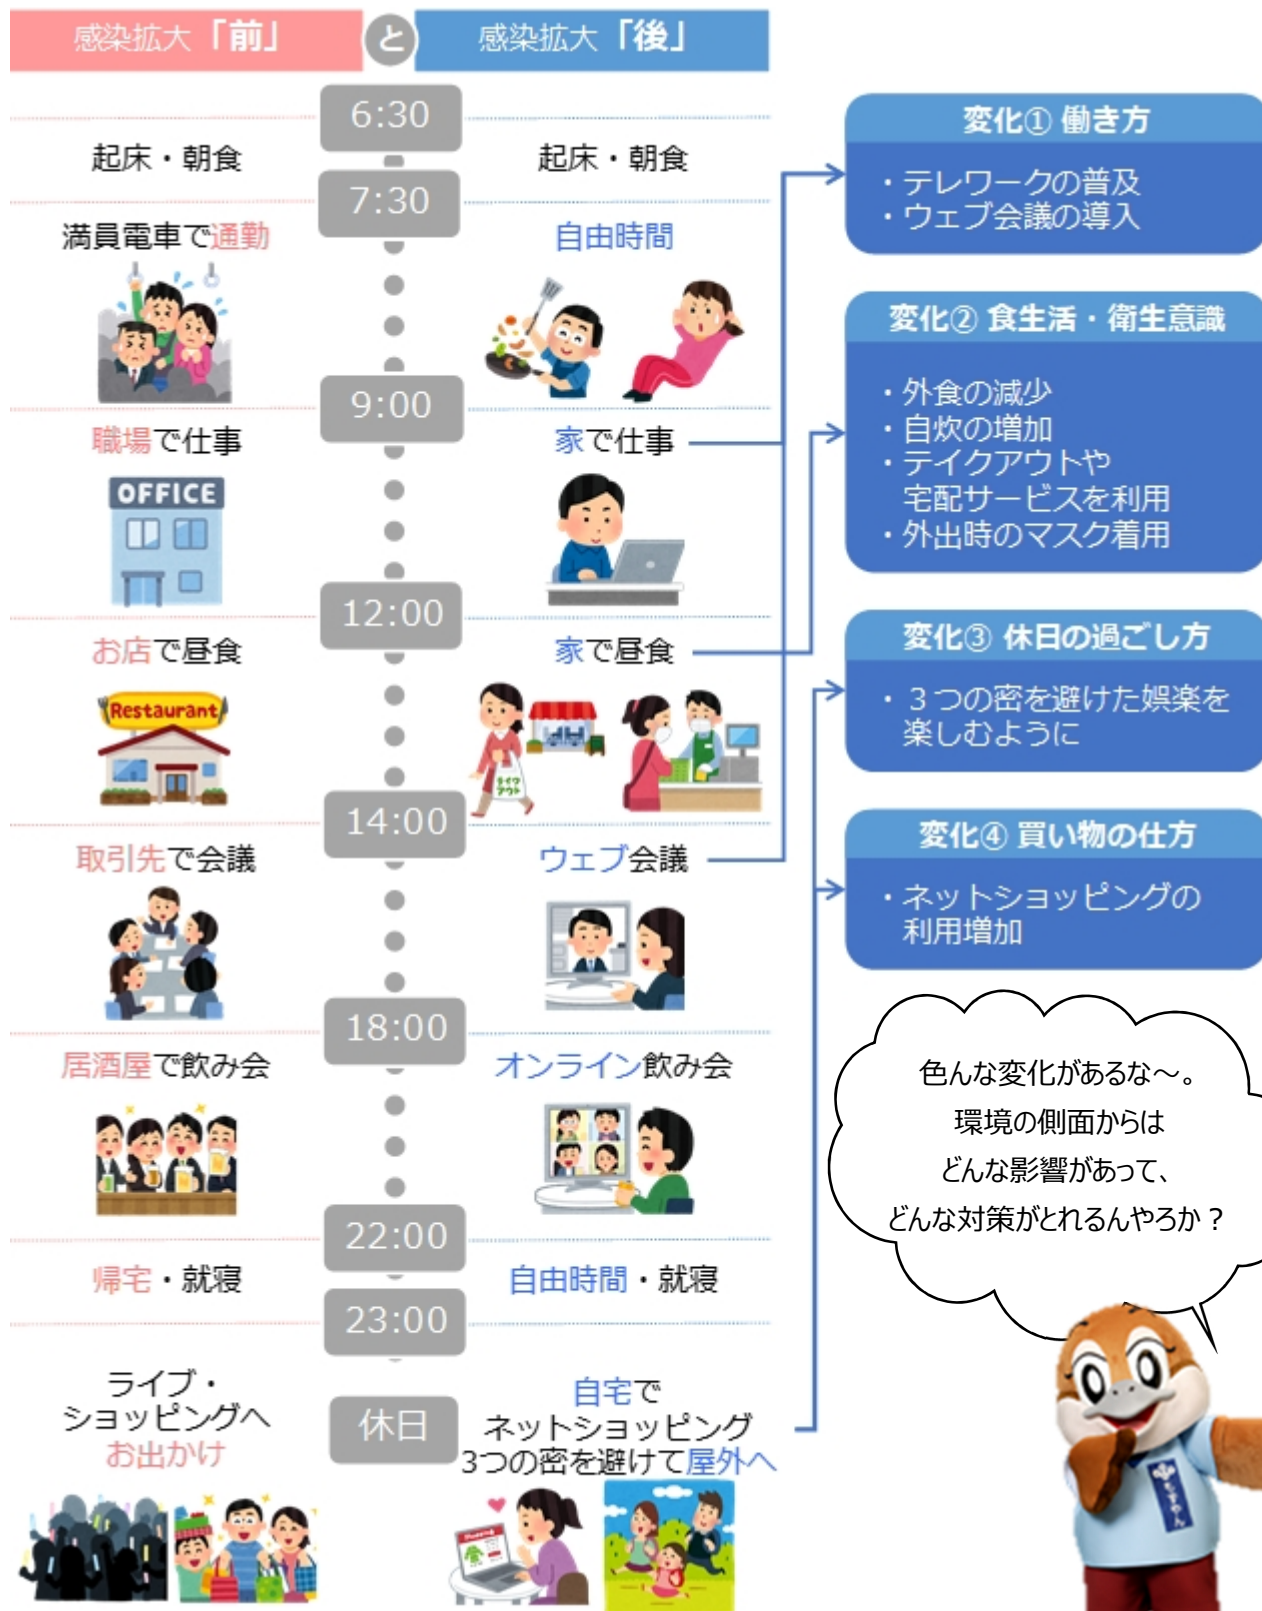 感染拡大「前」 と 感染拡大「後」
6:30
起床・朝食 起床・朝食
7:30
満員電車で通勤 自由時間
9:00
職場で仕事 家で仕事
OFFICE
12:00
お店で昼食 家で昼食
Restaurant
テイク
アウト
14:00
取引先で会議 ウェブ会議
18:00
居酒屋で飲み会 オンライン飲み会
22:00
帰宅・就寝 自由時間・就寝
23:00
休日
ライブ・
ショッピングへ
お出かけ
自宅で
ネットショッピング
3つの密を避けて屋外へ
変化① 働き方
・テレワークの普及
・ウェブ会議の導入
変化② 食生活・衛生意識
・外食の減少
・自炊の増加
・テイクアウトや
宅配サービスを利用
・外出時のマスク着用
変化③ 休日の過ごし方
・３つの密を避けた娯楽を
楽しむように
変化④ 買い物の仕方
・ネットショッピングの
利用増加
色んな変化があるな～。
環境の側面からは
どんな影響があって、
どんな対策がとれるんやろか？
もずやん